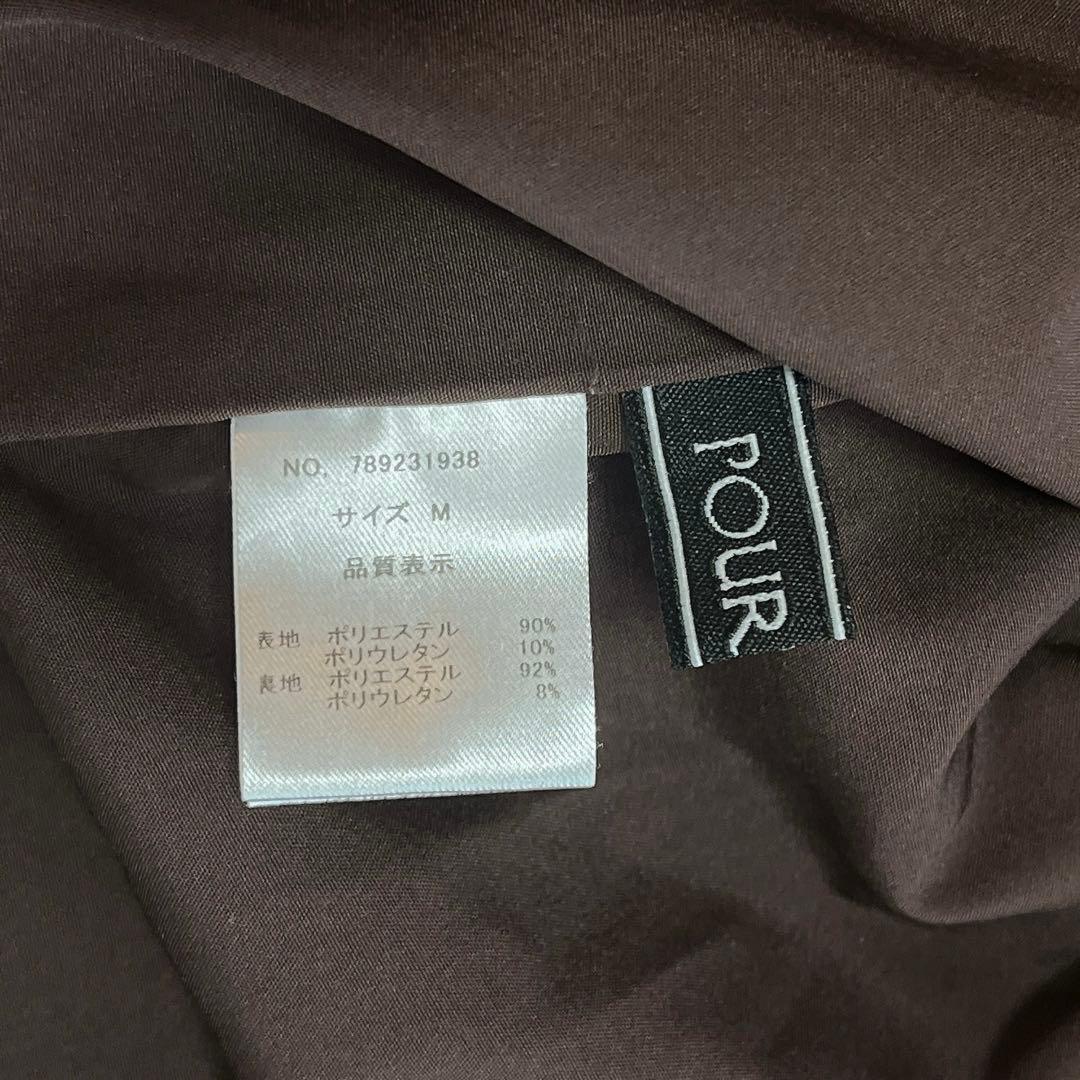 NO. 789231938
サイズ M
品質表示
表地 ポリエステル 90%
ポリウレタン 10%
裏地 ポリエステル 92%
ポリウレタン 8%
POUR